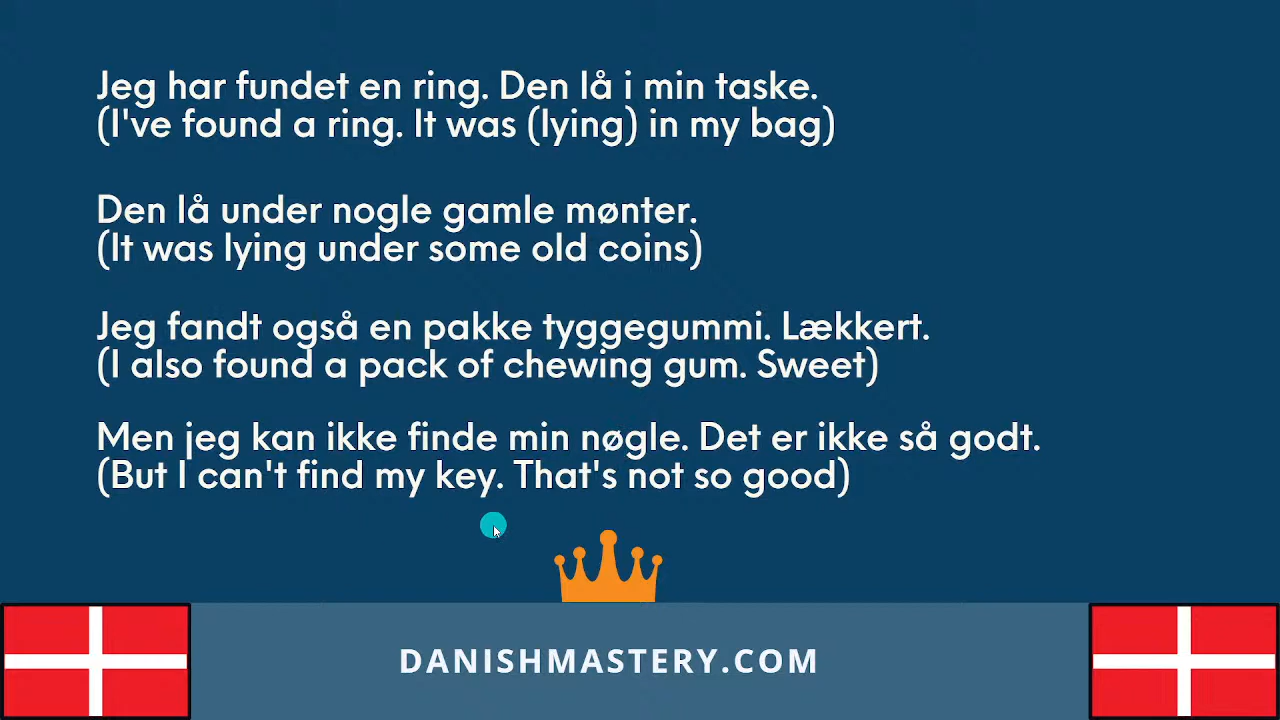 Jeg har fundet en ring. Den lå i min taske.
(I've found a ring. It was (lying) in my bag)
Den lå under nogle gamle mønter.
(It was lying under some old coins)
Jeg fandt også en pakke tyggegummi. Lækkert.
(I also found a pack of chewing gum. Sweet)
Men jeg kan ikke finde min nøgle. Det er ikke så godt.
(But I can't find my key. That's not so good)
DANISHMASTERY.COM